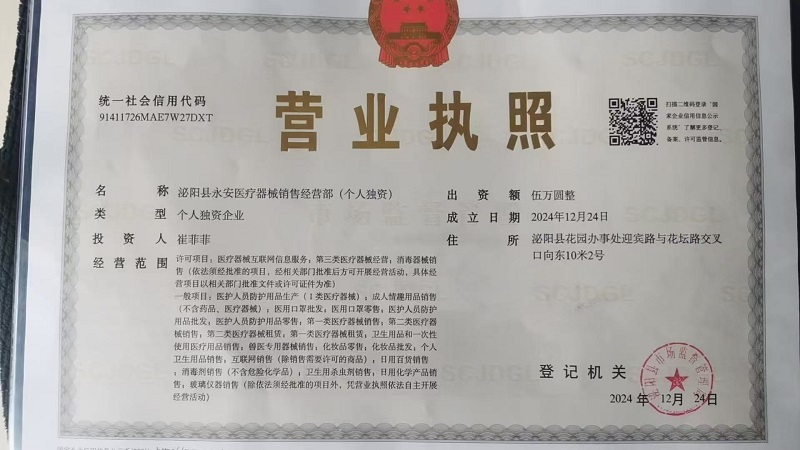 统一社会信用代码
91411726MAE7W27DXT
营业执照
扫描二维码登录‘国
家企业信用信息公示
系统’了解更多登记、
备案、许可监管信息。
名称 泌阳县永安医疗器械销售经营部（个人独资）
类型 个人独资企业
投资人 崔菲菲
经营范围 许可项目：医疗器械互联网信息服务；第三类医疗器械经营；消毒器械销
售（依法须经批准的项目，经相关部门批准后方可开展经营活动，具体经
营项目以相关部门批准文件或许可证件为准）
一般项目：医护人员防护用品生产（Ⅰ类医疗器械）；成人情趣用品销售
（不含药品、医疗器械）；医用口罩批发；医用口罩零售；医护人员防护
用品批发；医护人员防护用品零售；第一类医疗器械销售；第二类医疗器
械销售；第二类医疗器械租赁；第一类医疗器械租赁；卫生用品和一次性
使用医疗用品销售；兽医专用器械销售；化妆品零售；化妆品批发；个人
卫生用品销售；互联网销售（除销售需要许可的商品）；日用百货销售
；消毒剂销售（不含危险化学品）；卫生用杀虫剂销售；日用化学产品销
售；玻璃仪器销售（除依法须经批准的项目外，凭营业执照依法自主开展
经营活动）
出资额 伍万圆整
成立日期 2024年12月24日
住所 泌阳县花园办事处迎宾路与花坛路交叉
口向东10米2号
登记机关
泌阳县市场监督管理局
2024 年 12月 24日